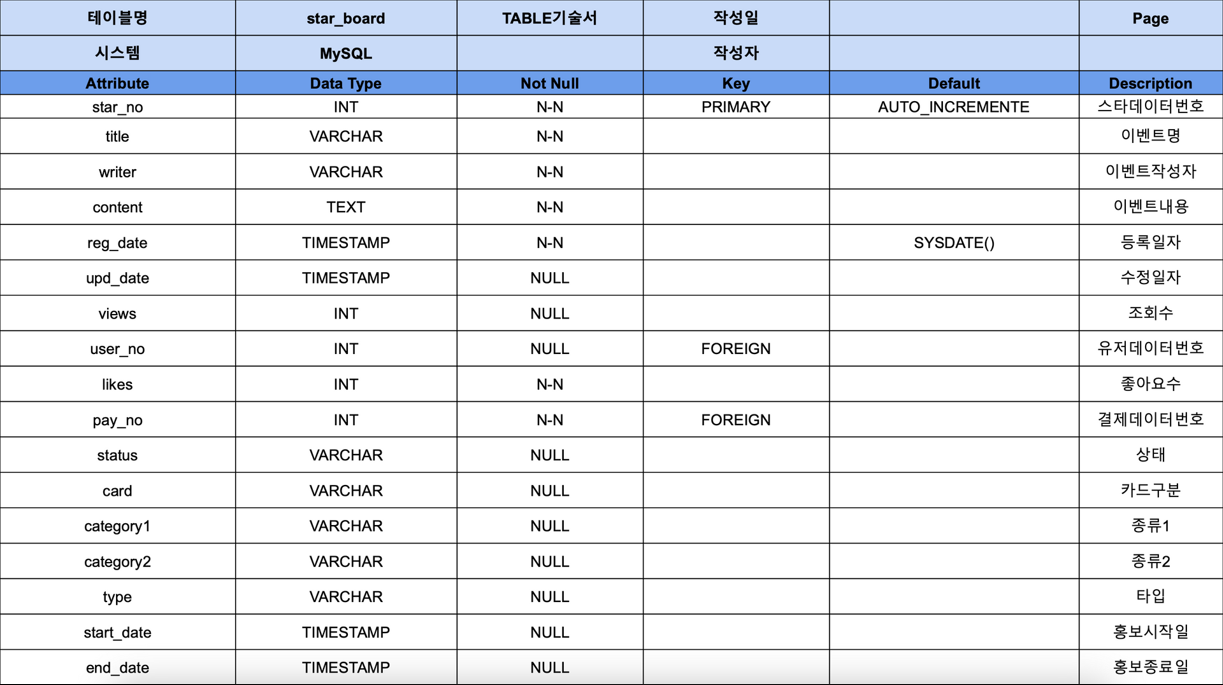 테이블명 star_board TABLE기술서 작성일 Page
시스템 MySQL 작성자
Attribute Data Type Not Null Key Default Description
star_no INT N-N PRIMARY AUTO_INCREMENTE 스타데이터번호
title VARCHAR N-N 이벤트명
writer VARCHAR N-N 이벤트작성자
content TEXT N-N 이벤트내용
reg_date TIMESTAMP N-N SYSDATE() 등록일자
upd_date TIMESTAMP NULL 수정일자
views INT NULL 조회수
user_no INT NULL FOREIGN 유저데이터번호
likes INT N-N 좋아요수
pay_no INT N-N FOREIGN 결제데이터번호
status VARCHAR NULL 상태
card VARCHAR NULL 카드구분
category1 VARCHAR NULL 종류1
category2 VARCHAR NULL 종류2
type VARCHAR NULL 타입
start_date TIMESTAMP NULL 홍보시작일
end_date TIMESTAMP NULL 홍보종료일